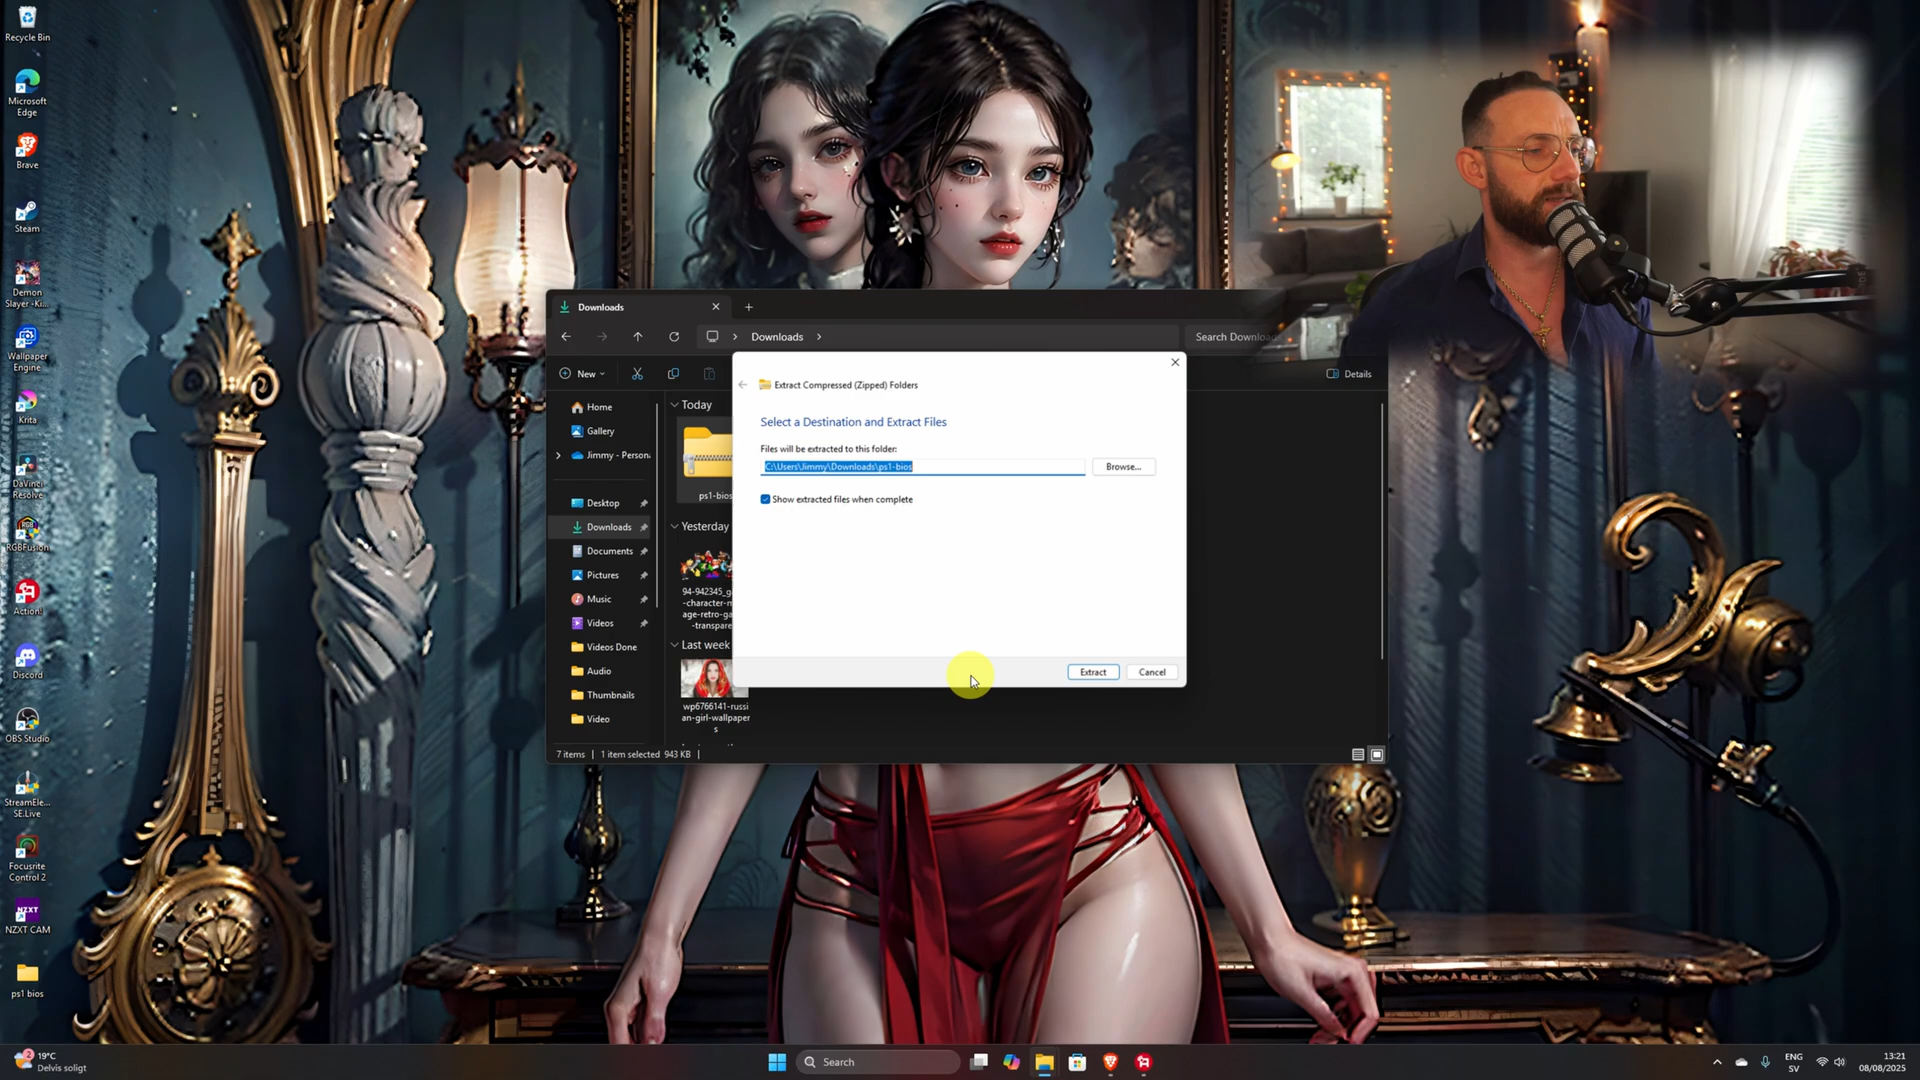 Recycle Bin
Microsoft
Edge
Brave
Steam
Demon
Slayer -Ki...
Wallpaper
Engine
Krita
DaVinci
Resolve
RGBFusion
Action!
Discord
OBS Studio
StreamEle...
SE.Live
Focusrite
Control 2
NZXT
NZXT CAM
ps1 bios
Downloads
Downloads
Search Downloads
New
Details
Home
Gallery
Jimmy - Person
Desktop
Downloads
Documents
Pictures
Music
Videos
Videos Done
Audio
Thumbnails
Video
Today
ps1-bios
Yesterday
94-942345_g
-character-m
age-retro-ga
-transpare
Last week
wp6766141-russi
an-girl-wallpaper
s
7 items
1 item selected 943 KB
Extract Compressed (Zipped) Folders
Select a Destination and Extract Files
Files will be extracted to this folder:
C:\Users\Jimmy\Downloads\ps1-bios
Browse...
Show extracted files when complete
Extract
Cancel
2
19°C
Delvis soligt
Search
ENG
SV
13:21
08/08/2025